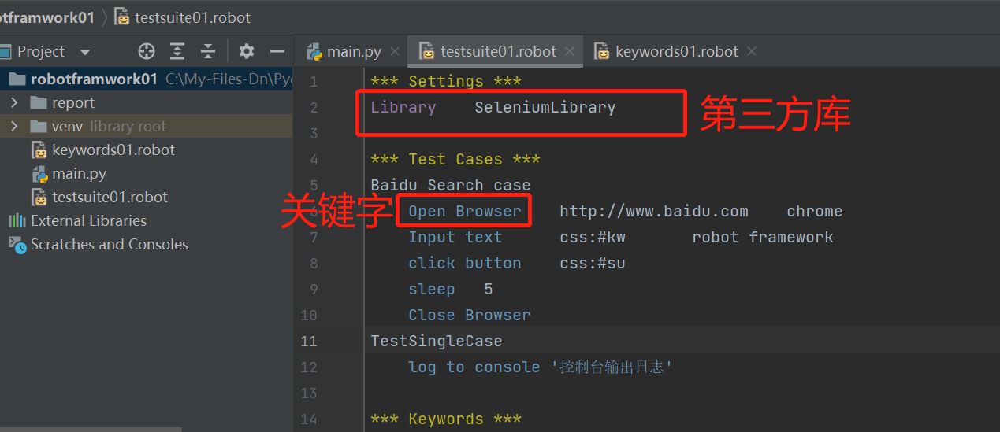 otframwork01 testsuite01.robot
Project main.py testsuite01.robot keywords01.robot
robotframwork01 C:\My-Files-Dn\Pyc
report
venv library root
keywords01.robot
main.py
testsuite01.robot
External Libraries
Scratches and Consoles
1 *** Settings ***
2 Library SeleniumLibrary 第三方库
3
4 *** Test Cases ***
5 Baidu Search case
关键字 6 Open Browser http://www.baidu.com chrome
7 Input text css:#kw robot framework
8 click button css:#su
9 sleep 5
10 Close Browser
11 TestSingleCase
12 log to console '控制台输出日志'
13
14 *** Keywords ***